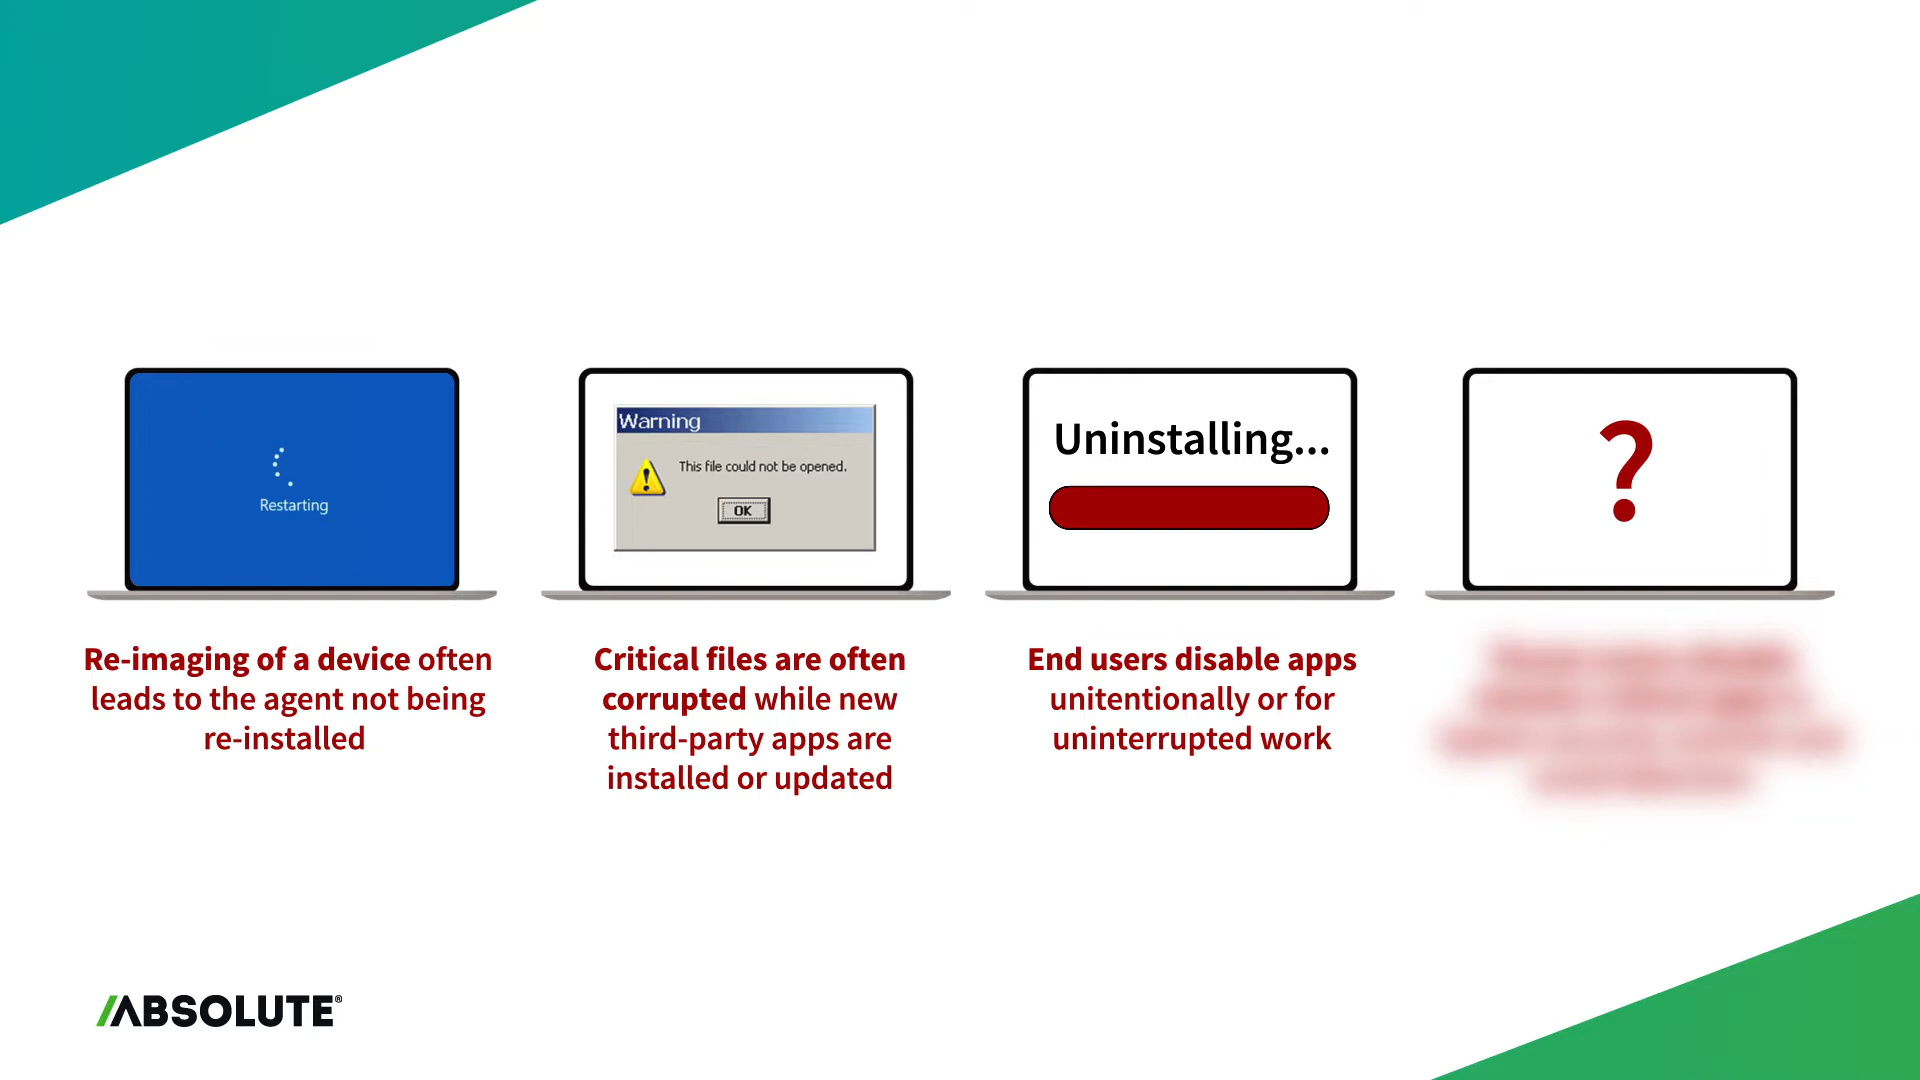 Restarting
Warning
This file could not be opened.
OK
Uninstalling...
?
Re-imaging of a device often
leads to the agent not being
re-installed
Critical files are often
corrupted while new
third-party apps are
installed or updated
End users disable apps
unitentionally or for
uninterrupted work
ABSOLUTE®